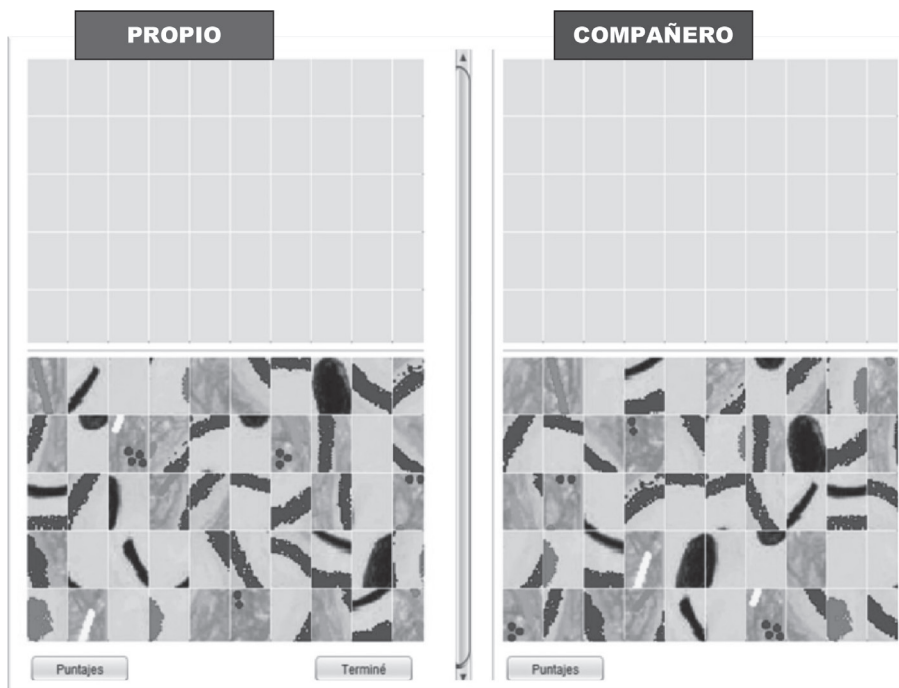 PROPIO
COMPAÑERO
Puntajes
Terminé
Puntajes